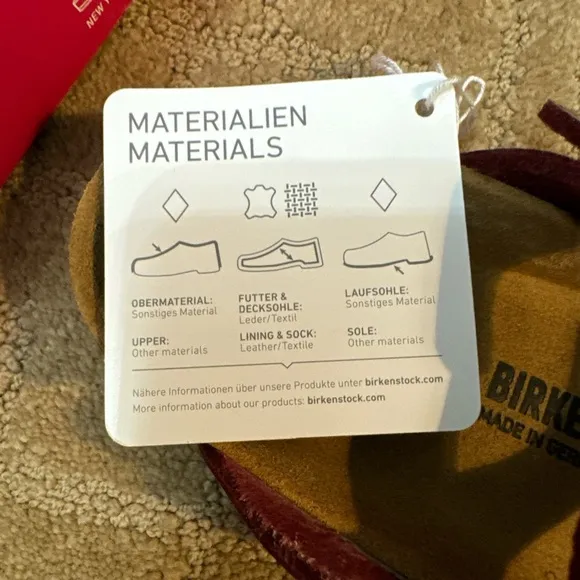 NEW
MATERIALIEN
MATERIALS
OBERMATERIAL:
Sonstiges Material
FUTTER &
DECKSOHLE:
Leder/Textil
LAUFSOHLE:
Sonstiges Material
UPPER:
Other materials
LINING & SOCK:
Leather/Textile
SOLE:
Other materials
Nähere Informationen über unsere Produkte unter birkenstock.com
More information about our products: birkenstock.com
BIRKE
MADE IN GER